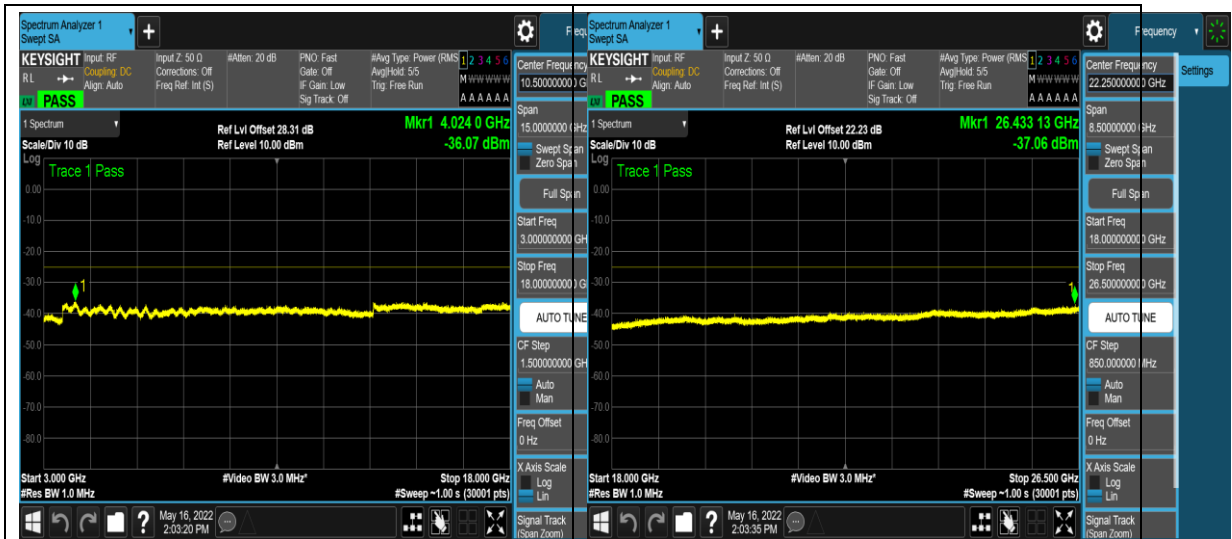 Spectrum Analyzer 1
Swept SA
+
KEYSIGHT
RL
Input: RF
Coupling: DC
Align: Auto
Input Z: 50 Ω
Corrections: Off
Freq Ref: Int (S)
#Atten: 20 dB
PNO: Fast
Gate: Off
IF Gain: Low
Sig Track: Off
#Avg Type: Power (RMS
Avg|Hold: 5/5
Trig: Free Run
1 2 3 4 5 6
M W W W W W
A A A A A A
PASS
1 Spectrum
Scale/Div 10 dB
Log
Ref Lvl Offset 28.31 dB
Ref Level 10.00 dBm
Mkr1 4.024 0 GHz
-36.07 dBm
Trace 1 Pass
0.00
-10.0
-20.0
-30.0
-40.0
-50.0
-60.0
-70.0
-80.0
1
Start 3.000 GHz
#Res BW 1.0 MHz
#Video BW 3.0 MHz*
Stop 18.000 GHz
#Sweep ~1.00 s (30001 pts)
?
May 16, 2022
2:03:20 PM
Frequ
Center Frequency
10.50000000 G
Span
15.0000000 GHz
Swept Span
Zero Span
Full Span
Start Freq
3.000000000 GH
Stop Freq
18.00000000 G
AUTO TUNE
CF Step
1.500000000 GH
Auto
Man
Freq Offset
0 Hz
X Axis Scale
Log
Lin
Signal Track
(Span Zoom)
Spectrum Analyzer 1
Swept SA
+
KEYSIGHT
RL
Input: RF
Coupling: DC
Align: Auto
Input Z: 50 Ω
Corrections: Off
Freq Ref: Int (S)
#Atten: 20 dB
PNO: Fast
Gate: Off
IF Gain: Low
Sig Track: Off
#Avg Type: Power (RMS
Avg|Hold: 5/5
Trig: Free Run
1 2 3 4 5 6
M W W W W W
A A A A A A
PASS
1 Spectrum
Scale/Div 10 dB
Log
Ref Lvl Offset 22.23 dB
Ref Level 10.00 dBm
Mkr1 26.433 13 GHz
-37.06 dBm
Trace 1 Pass
0.00
-10.0
-20.0
-30.0
-40.0
-50.0
-60.0
-70.0
-80.0
1
Start 18.000 GHz
#Res BW 1.0 MHz
#Video BW 3.0 MHz*
Stop 26.500 GHz
#Sweep ~1.00 s (30001 pts)
?
May 16, 2022
2:03:35 PM
Frequency
Settings
Center Frequency
22.250000000 GHz
Span
8.50000000 GHz
Swept Span
Zero Span
Full Span
Start Freq
18.000000000 GHz
Stop Freq
26.500000000 GHz
AUTO TUNE
CF Step
850.000000 MHz
Auto
Man
Freq Offset
0 Hz
X Axis Scale
Log
Lin
Signal Track
(Span Zoom)